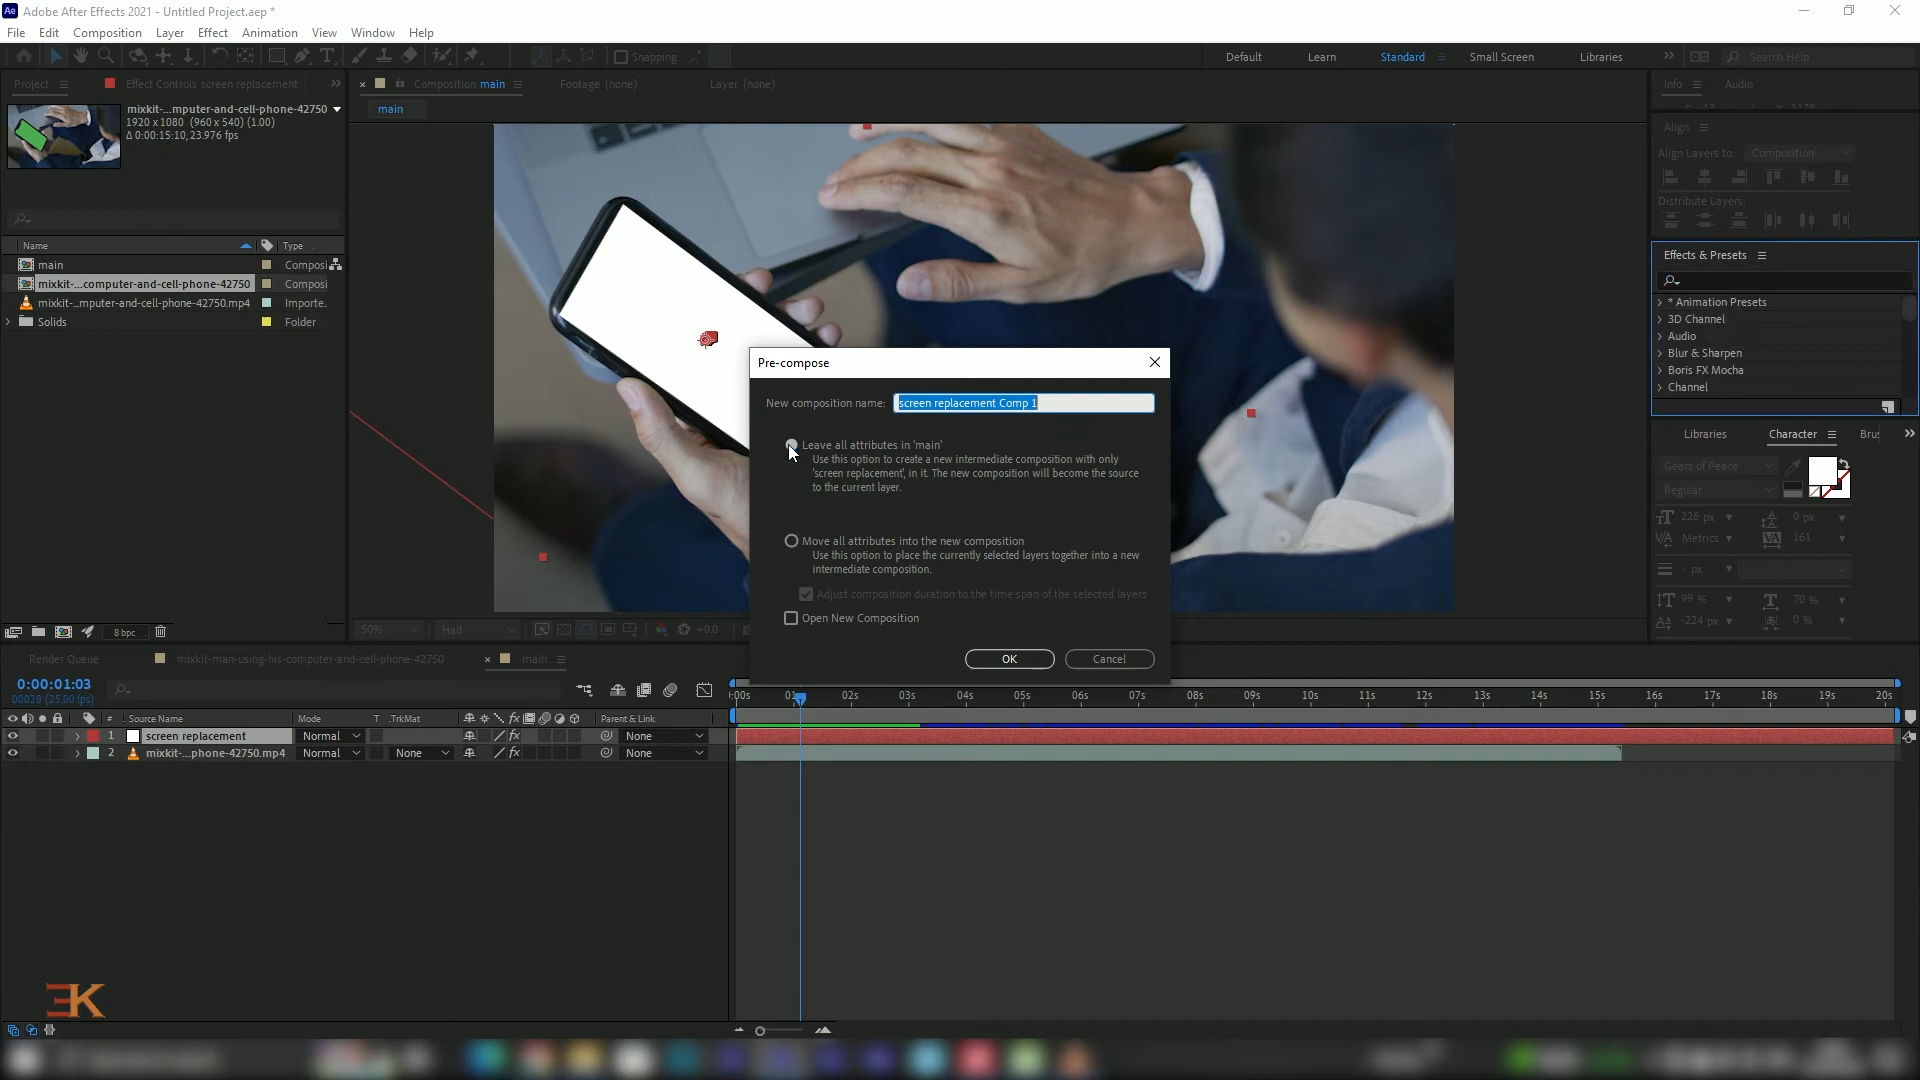 Ae Adobe After Effects 2021 - Untitled Project.aep *
File Edit Composition Layer Effect Animation View Window Help
Snapping Default Learn Standard Small Screen Libraries Search Help
Project Effect Controls screen replacement Composition main Footage (none) Layer (none) Info Audio
mixkit-...mputer-and-cell-phone-42750 main
1920 x 1080 (960 x 540) (1.00)
Δ 0:00:15:10, 23.976 fps
Align
Align Layers to: Composition
Distribute Layers:
Name Type
main Composi
mixkit-...computer-and-cell-phone-42750 Composi
mixkit-...mputer-and-cell-phone-42750.mp4 Importe.
Solids Folder
Effects & Presets
* Animation Presets
3D Channel
Audio
Blur & Sharpen
Boris FX Mocha
Channel
Pre-compose
New composition name: screen replacement Comp 1
Leave all attributes in 'main'
Use this option to create a new intermediate composition with only
'screen replacement', in it. The new composition will become the source
to the current layer.
Move all attributes into the new composition
Use this option to place the currently selected layers together into a new
intermediate composition.
Adjust composition duration to the time span of the selected layers
Open New Composition
OK Cancel
Libraries Character Bru
Gears of Peace
Regular
226 px 0 px
Metrics 161
- px
99 % 70 %
-224 px 0 %
8 bpc 50% Half +0.0
Render Queue mixkit-man-using-his-computer-and-cell-phone-42750 main
0:00:01:03
00028 (25.00 fps)
:00s 01s 02s 03s 04s 05s 06s 07s 08s 09s 10s 11s 12s 13s 14s 15s 16s 17s 18s 19s 20s
# Source Name Mode T .TrkMat Parent & Link
1 screen replacement Normal None
2 mixkit-...phone-42750.mp4 Normal None None
EK